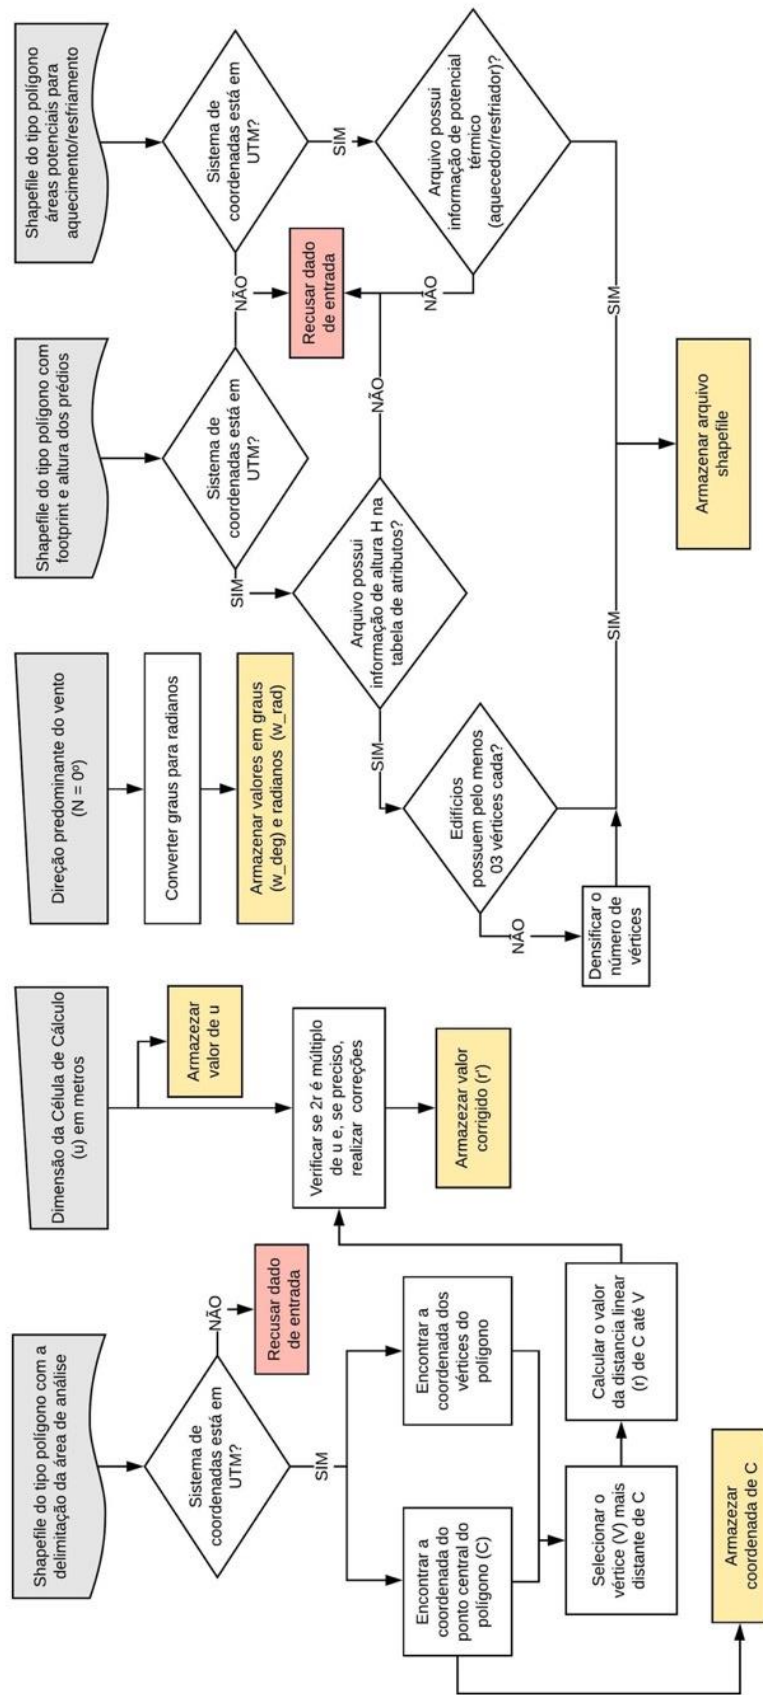 Shapefile do tipo polígono com a
delimitação da área de análise
Sistema de
coordenadas está em
UTM?
NÃO
Recusar dado
de entrada
SIM
Encontrar a
coordenada do
ponto central do
polígono (C)
Encontrar a
coordenada dos
vértices do
polígono
Selecionar o
vértice (V) mais
distante de C
Calcular o valor
da distancia linear
(r) de C até V
Armazezar
coordenada de C
Dimensão da Célula de Cálculo
(u) em metros
Armazezar
valor de u
Verificar se 2r é múltiplo
de u e, se preciso,
realizar correções
Armazezar valor
corrigido (r')
Direção predominante do vento
(N = 0º)
Converter graus para radianos
Armazenar valores em graus
(w_deg) e radianos (w_rad)
Shapefile do tipo polígono com
footprint e altura dos prédios
Sistema de
coordenadas está em
UTM?
SIM
NÃO
Recusar dado
de entrada
Arquivo possui
informação de altura H na
tabela de atributos?
NÃO
SIM
Edifícios
possuem pelo menos
03 vértices cada?
NÃO
Densificar o
número de
vértices
SIM
Shapefile do tipo polígono
áreas potenciais para
aquecimento/resfriamento
Sistema de
coordenadas está em
UTM?
SIM
Arquivo possui
informação de potencial
térmico
(aquecedor/resfriador)?
NÃO
SIM
Armazenar arquivo
shapefile